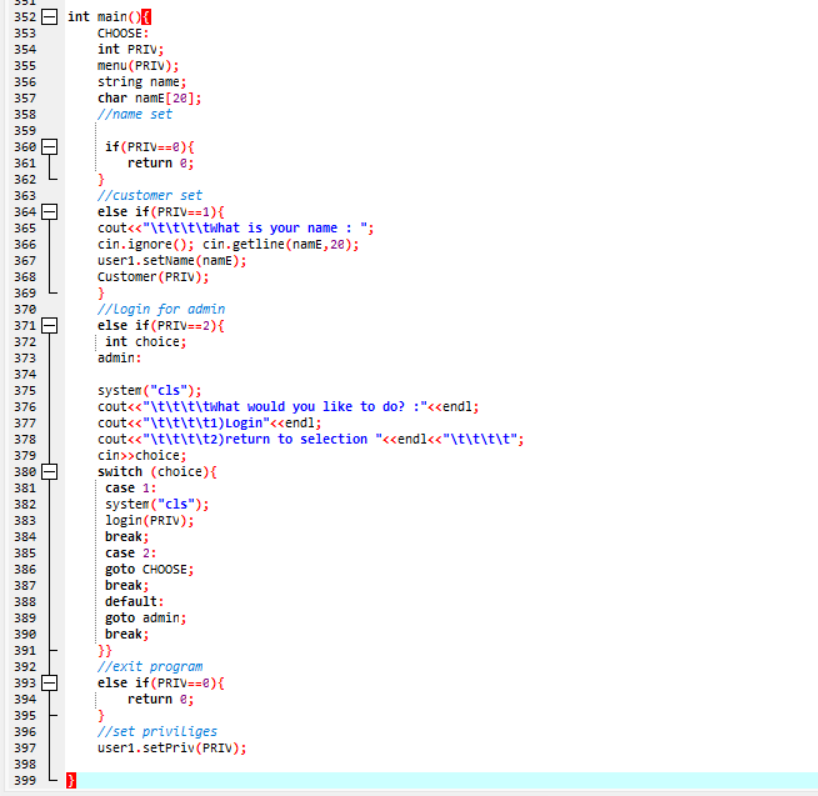 351
352 int main(){
353 CHOOSE:
354 int PRIV;
355 menu(PRIV);
356 string name;
357 char namE[20];
358 //name set
359
360 if(PRIV==0){
361 return 0;
362 }
363 //customer set
364 else if(PRIV==1){
365 cout<<"\t\t\t\tWhat is your name : ";
366 cin.ignore(); cin.getline(namE,20);
367 user1.setName(namE);
368 Customer(PRIV);
369 }
370 //Login for admin
371 else if(PRIV==2){
372 int choice;
373 admin:
374
375 system("cls");
376 cout<<"\t\t\t\tWhat would you like to do? :"<<endl;
377 cout<<"\t\t\t\t1)Login"<<endl;
378 cout<<"\t\t\t\t2)return to selection "<<endl<<"\t\t\t\t";
379 cin>>choice;
380 switch (choice){
381 case 1:
382 system("cls");
383 login(PRIV);
384 break;
385 case 2:
386 goto CHOOSE;
387 break;
388 default:
389 goto admin;
390 break;
391 }}
392 //exit program
393 else if(PRIV==0){
394 return 0;
395 }
396 //set priviliges
397 user1.setPriv(PRIV);
398
399 }